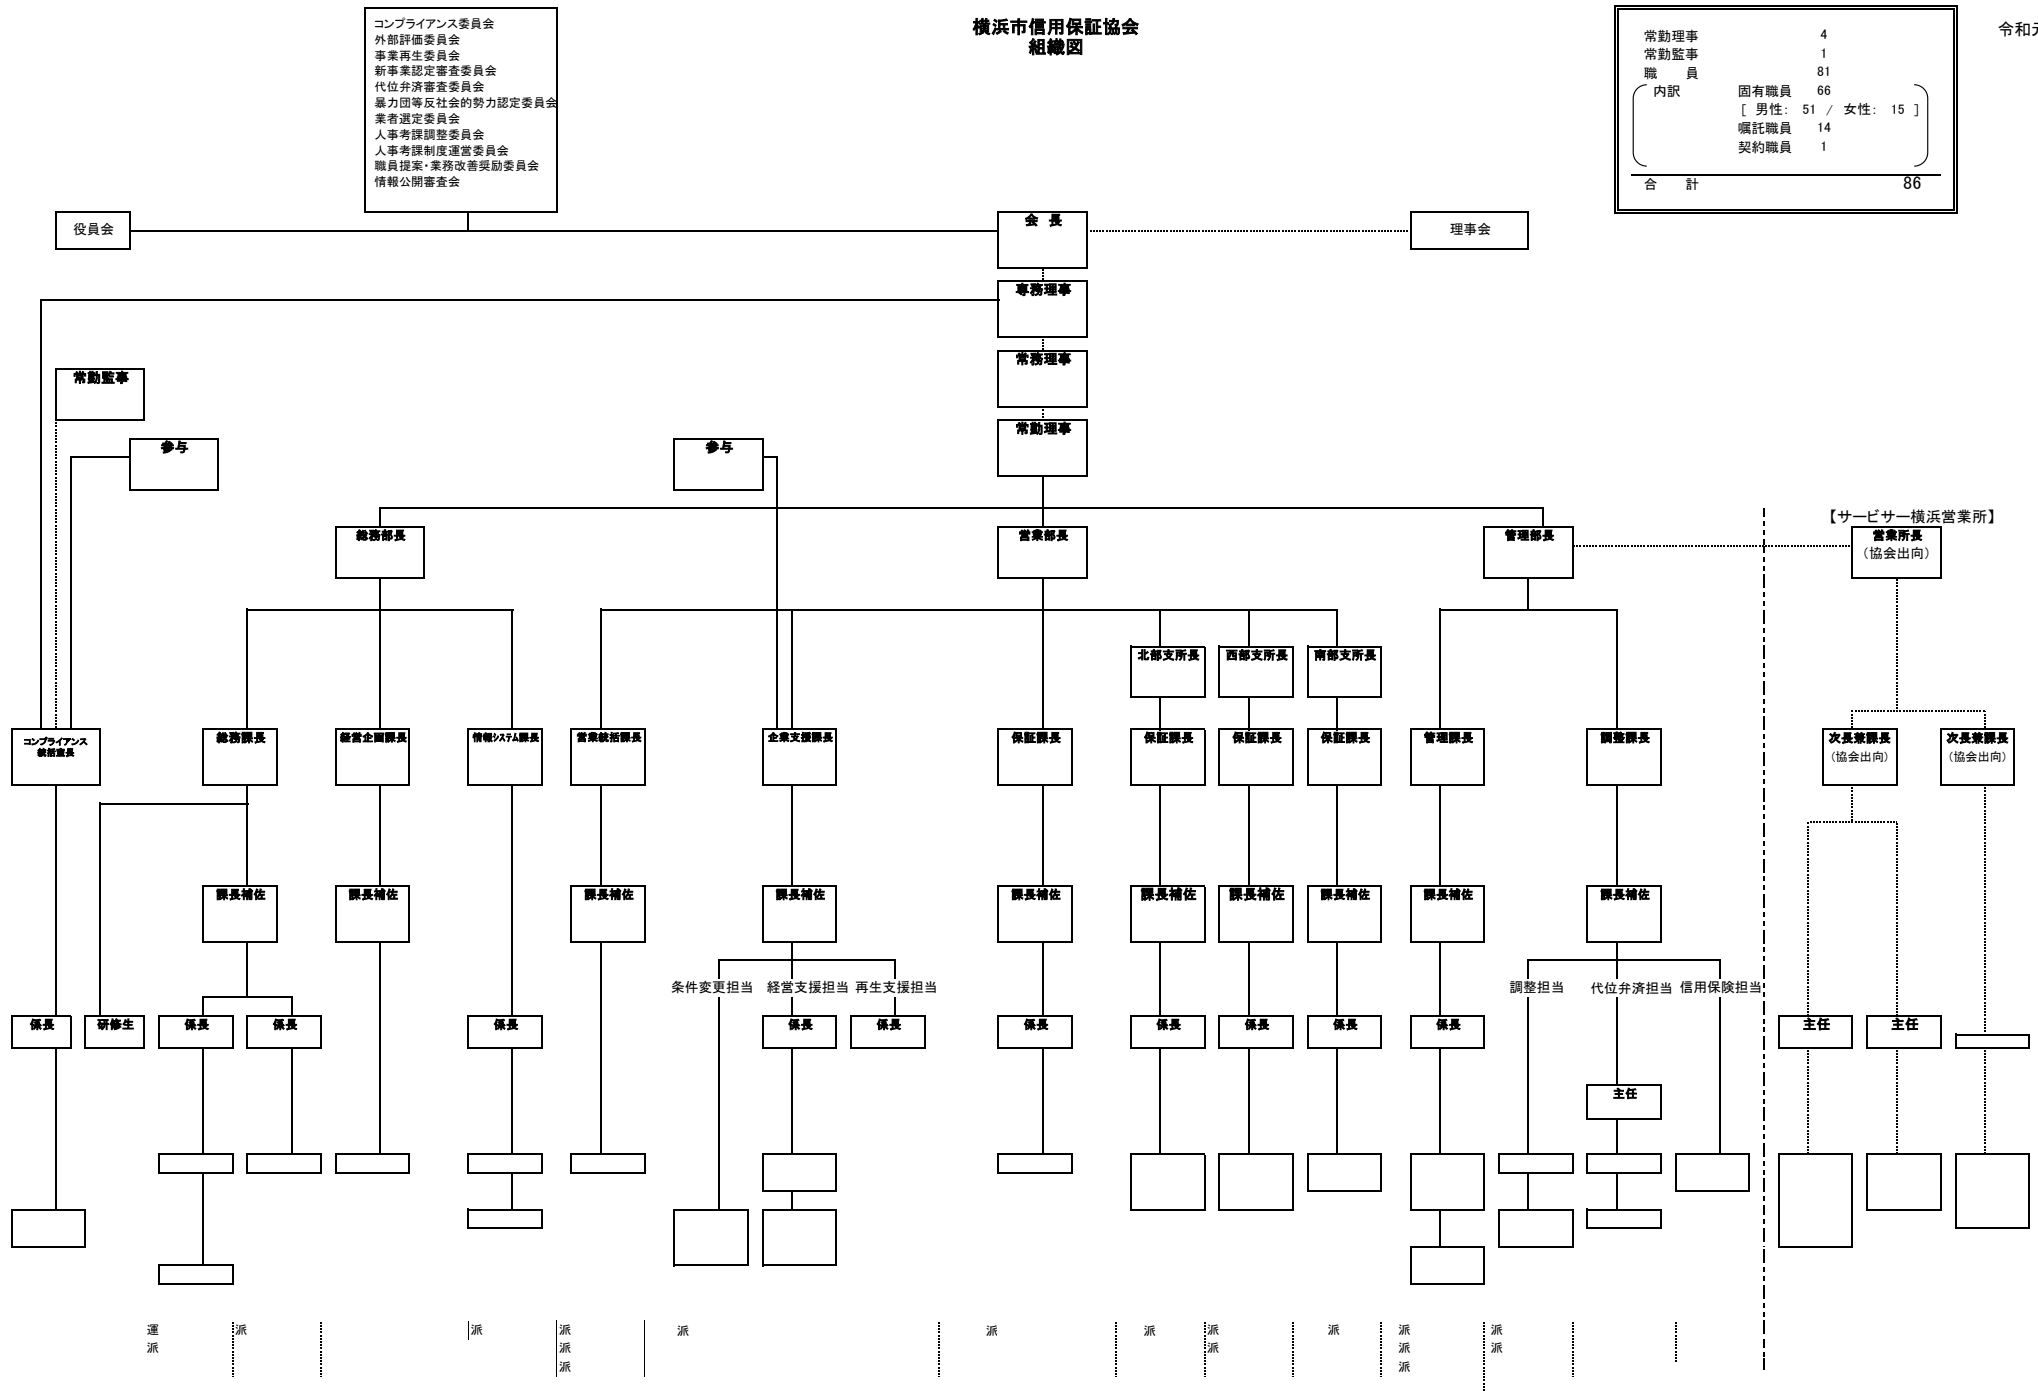 横浜市信用保証協会
組織図
令和元
コンプライアンス委員会
外部評価委員会
事業再生委員会
新事業認定審査委員会
代位弁済審査委員会
暴力団等反社会的勢力認定委員会
業者選定委員会
人事考課調整委員会
人事考課制度運営委員会
職員提案・業務改善奨励委員会
情報公開審査会
常勤理事 4
常勤監事 1
職 員 81
内訳 固有職員 66
[ 男性: 51 / 女性: 15 ]
嘱託職員 14
契約職員 1
合 計 86
役員会
会 長
理事会
専務理事
常務理事
常勤監事
常勤理事
参与
参与
【サービサー横浜営業所】
総務部長
営業部長
管理部長
営業所長
(協会出向)
北部支所長
西部支所長
南部支所長
コンプライアンス
統括室長
総務課長
経営企画課長
情報システム課長
営業統括課長
企業支援課長
保証課長
保証課長
保証課長
保証課長
管理課長
調整課長
次長兼課長
(協会出向)
次長兼課長
(協会出向)
課長補佐
課長補佐
課長補佐
課長補佐
課長補佐
課長補佐
課長補佐
課長補佐
課長補佐
課長補佐
条件変更担当
経営支援担当
再生支援担当
調整担当
代位弁済担当
信用保険担当
係長
研修生
係長
係長
係長
係長
係長
係長
係長
係長
係長
係長
主任
主任
主任
運 派 派 派 派 派 派 派 派 派 派
派 派 派 派 派
派 派